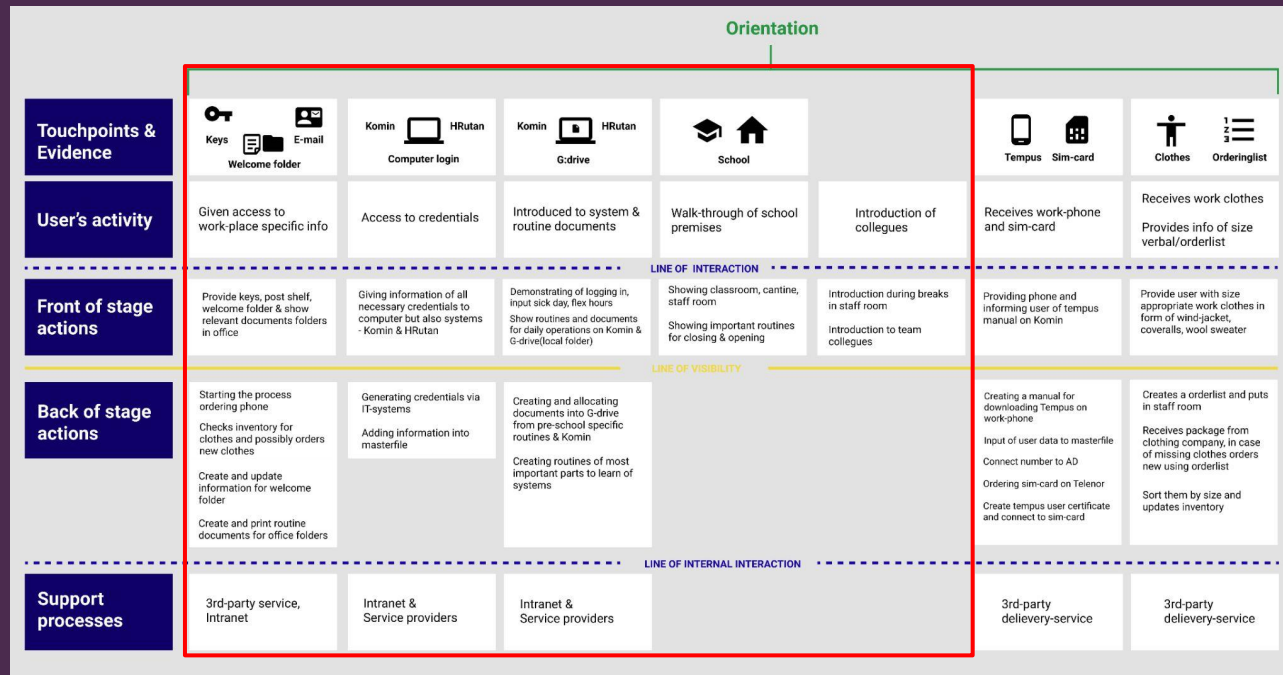 Orientation
Touchpoints &
Evidence
Keys
E-mail
Welcome folder
Komin
HRutan
Computer login
Komin
HRutan
G:drive
School
Tempus
Sim-card
1
2
3
Clothes
Orderinglist
User's activity
Given access to
work-place specific info
Access to credentials
Introduced to system &
routine documents
Walk-through of school
premises
Introduction of
collegues
Receives work-phone
and sim-card
Receives work clothes
Provides info of size
verbal/orderlist
LINE OF INTERACTION
Front of stage
actions
Provide keys, post shelf,
welcome folder & show
relevant documents folders
in office
Giving information of all
necessary credentials to
computer but also systems
- Komin & HRutan
Demonstrating of logging in,
input sick day, flex hours
Show routines and documents
for daily operations on Komin &
G-drive(local folder)
Showing classroom, cantine,
staff room
Showing important routines
for closing & opening
Introduction during breaks
in staff room
Introduction to team
collegues
Providing phone and
informing user of tempus
manual on Komin
Provide user with size
appropriate work clothes in
form of wind-jacket,
coveralls, wool sweater
LINE OF VISIBILITY
Back of stage
actions
Starting the process
ordering phone
Checks inventory for
clothes and possibly orders
new clothes
Create and update
information for welcome
folder
Create and print routine
documents for office folders
Generating credentials via
IT-systems
Adding information into
masterfile
Creating and allocating
documents into G-drive
from pre-school specific
routines & Komin
Creating routines of most
important parts to learn of
systems
Creating a manual for
downloading Tempus on
work-phone
Input of user data to masterfile
Connect number to AD
Ordering sim-card on Telenor
Create tempus user certificate
and connect to sim-card
Creates a orderlist and puts
in staff room
Receives package from
clothing company, in case
of missing clothes orders
new using orderlist
Sort them by size and
updates inventory
LINE OF INTERNAL INTERACTION
Support
processes
3rd-party service,
Intranet
Intranet &
Service providers
Intranet &
Service providers
3rd-party
delievery-service
3rd-party
delievery-service